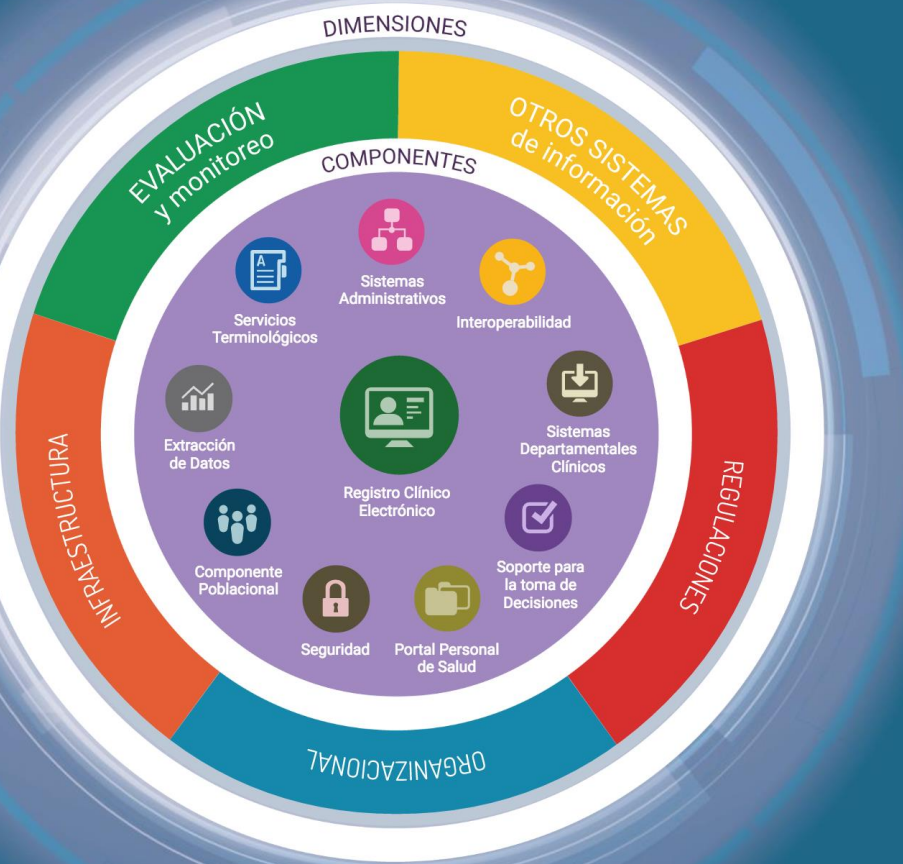 DIMENSIONES
EVALUACIÓN
y monitoreo
OTROS SISTEMAS
de información
COMPONENTES
Sistemas
Administrativos
A
Servicios
Terminológicos
Interoperabilidad
Extracción
de Datos
Registro Clínico
Electrónico
Sistemas
Departamentales
Clínicos
INFRAESTRUCTURA
REGULACIONES
Componente
Poblacional
Soporte para
la toma de
Decisiones
Seguridad
Portal Personal
de Salud
ORGANIZACIONAL